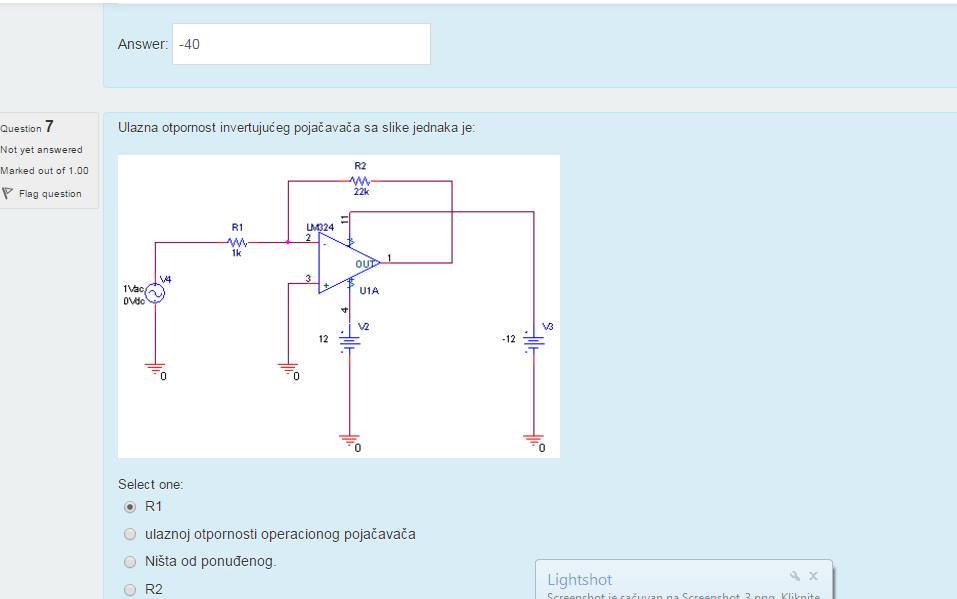 Answer: -40
Question 7
Not yet answered
Marked out of 1.00
Flag question
Ulazna otpornost invertujućeg pojačavača sa slike jednaka je:
R2
22k
R1
1k
LM324
11
2
-
OUT
1
3
+
U1A
4
V4
1Vac
0Vdc
0
0
V2
12
0
V3
-12
0
Select one:
R1
ulaznoj otpornosti operacionog pojačavača
Ništa od ponuđenog.
R2
Lightshot
Screenshot je sačuvan na Screenshot_3.png. Kliknite